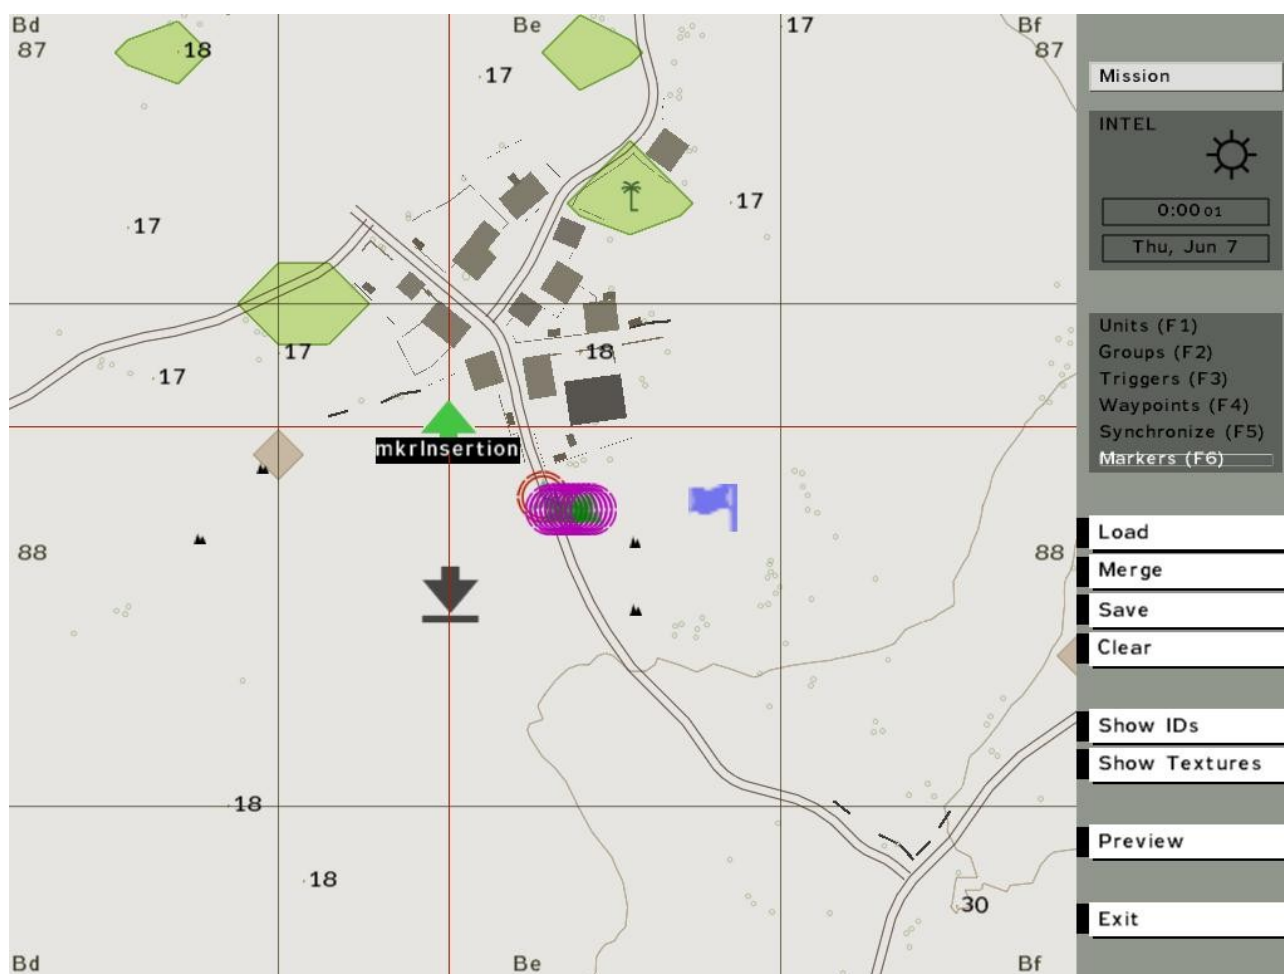 Bd Be 17 Bf
87 18 17 87
17 17
17 18
17
mkrInsertion
88 88
18
18
30
Bd Be Bf
Mission
INTEL
0:00 01
Thu, Jun 7
Units (F1)
Groups (F2)
Triggers (F3)
Waypoints (F4)
Synchronize (F5)
Markers (F6)
Load
Merge
Save
Clear
Show IDs
Show Textures
Preview
Exit